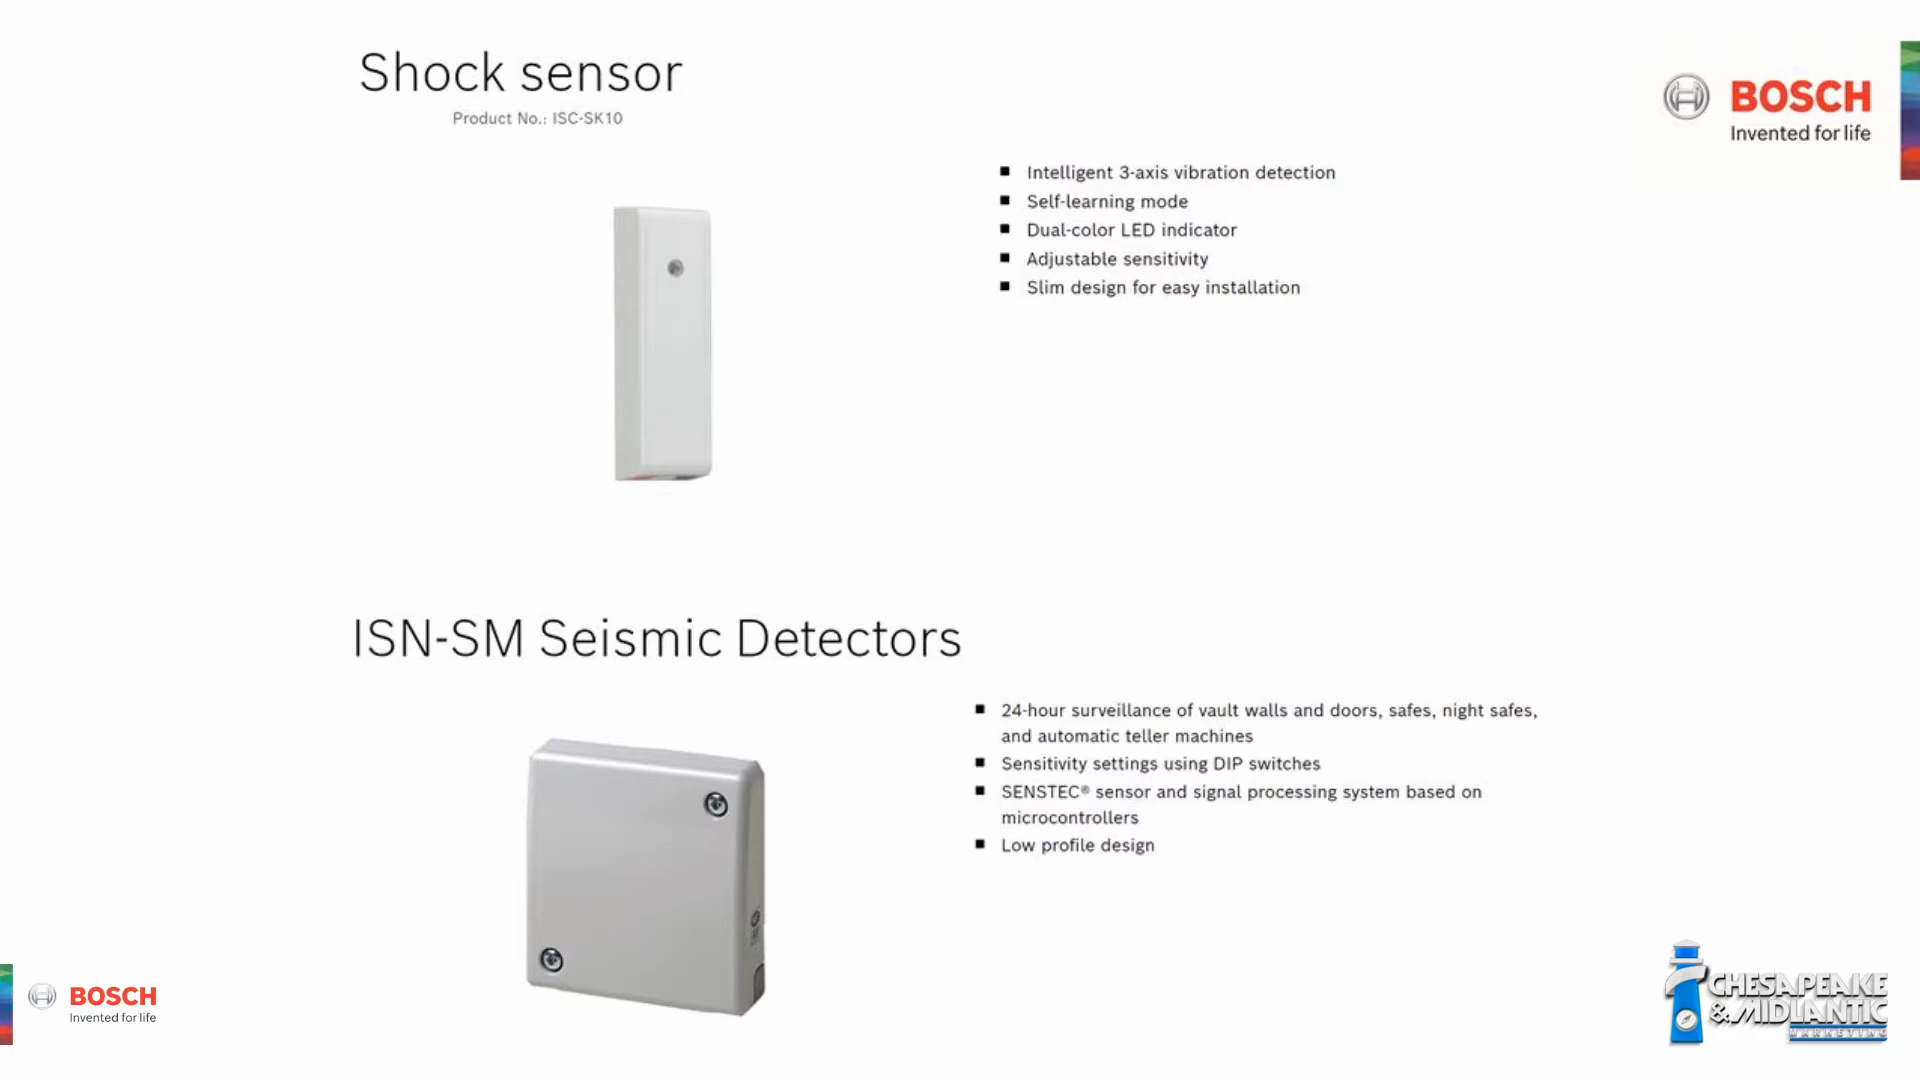 Shock sensor
Product No.: ISC-SK10
BOSCH
Invented for life
Intelligent 3-axis vibration detection
Self-learning mode
Dual-color LED indicator
Adjustable sensitivity
Slim design for easy installation
ISN-SM Seismic Detectors
24-hour surveillance of vault walls and doors, safes, night safes,
and automatic teller machines
Sensitivity settings using DIP switches
SENSTEC® sensor and signal processing system based on
microcontrollers
Low profile design
BOSCH
Invented for life
CHESAPEAKE
& MIDLANTIC
MARKETING